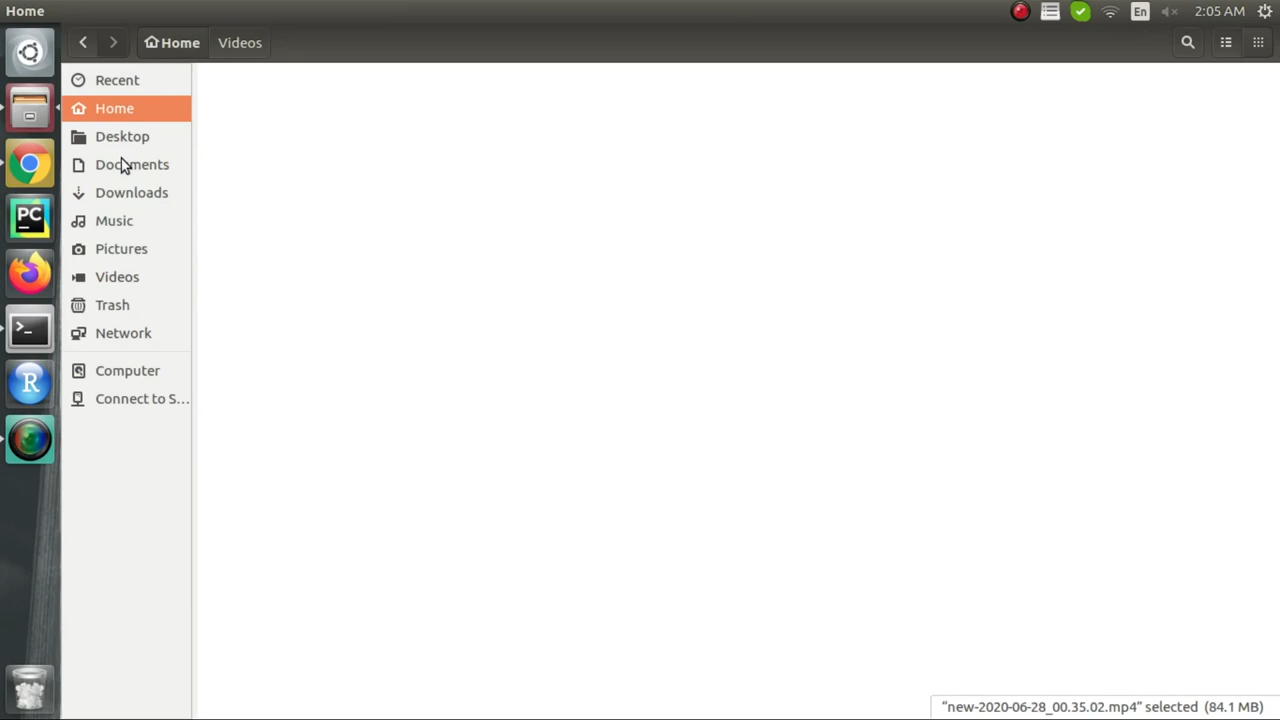 Home
En
2:05 AM
Home
Videos
Recent
Home
Desktop
Documents
Downloads
Music
Pictures
Videos
Trash
Network
Computer
Connect to S...
PC
>_
R
"new-2020-06-28_00.35.02.mp4" selected (84.1 MB)